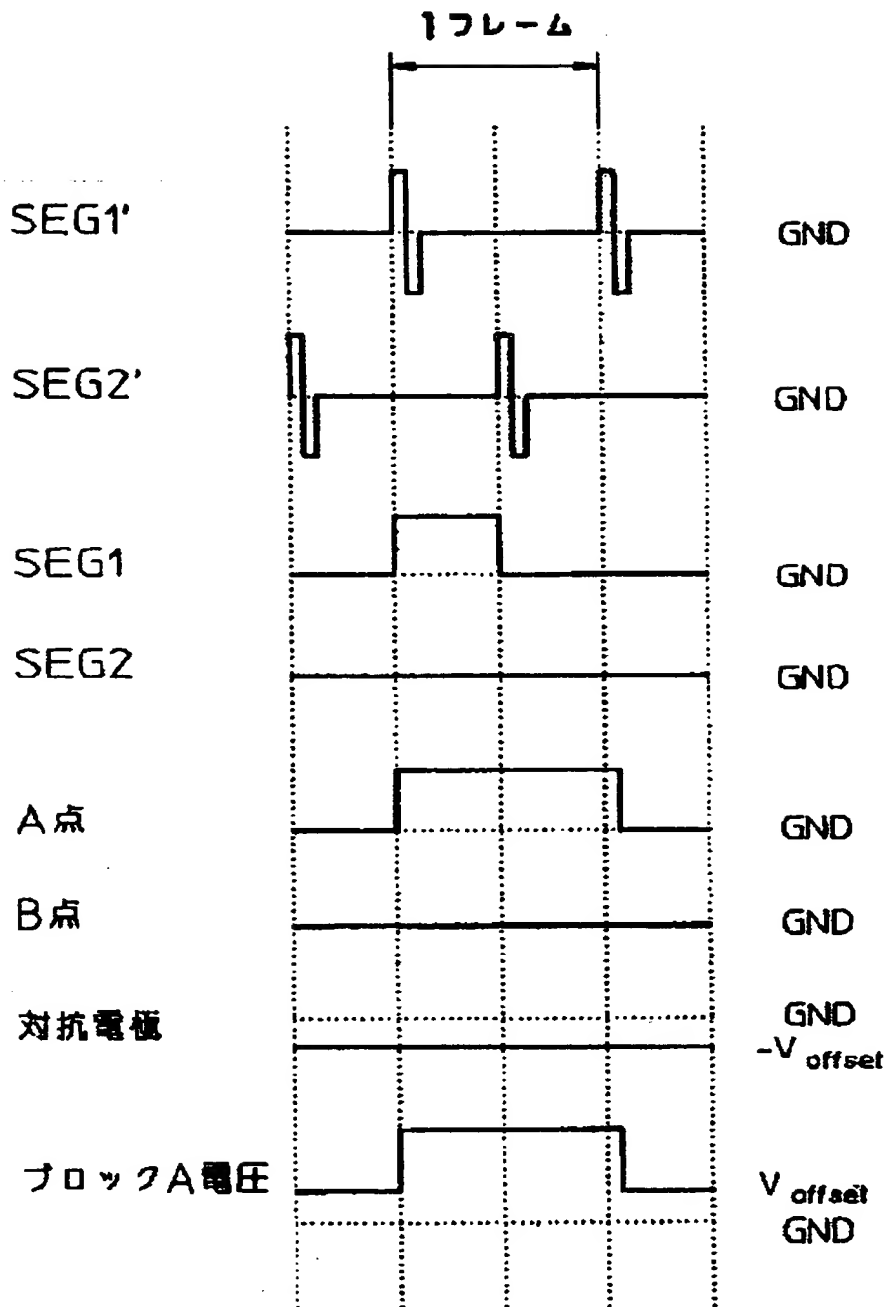 1フレーム
SEG1' GND
SEG2' GND
SEG1 GND
SEG2 GND
A点 GND
B点 GND
対抗電極 GND
-V offset
ブロックA電圧 V offset
GND